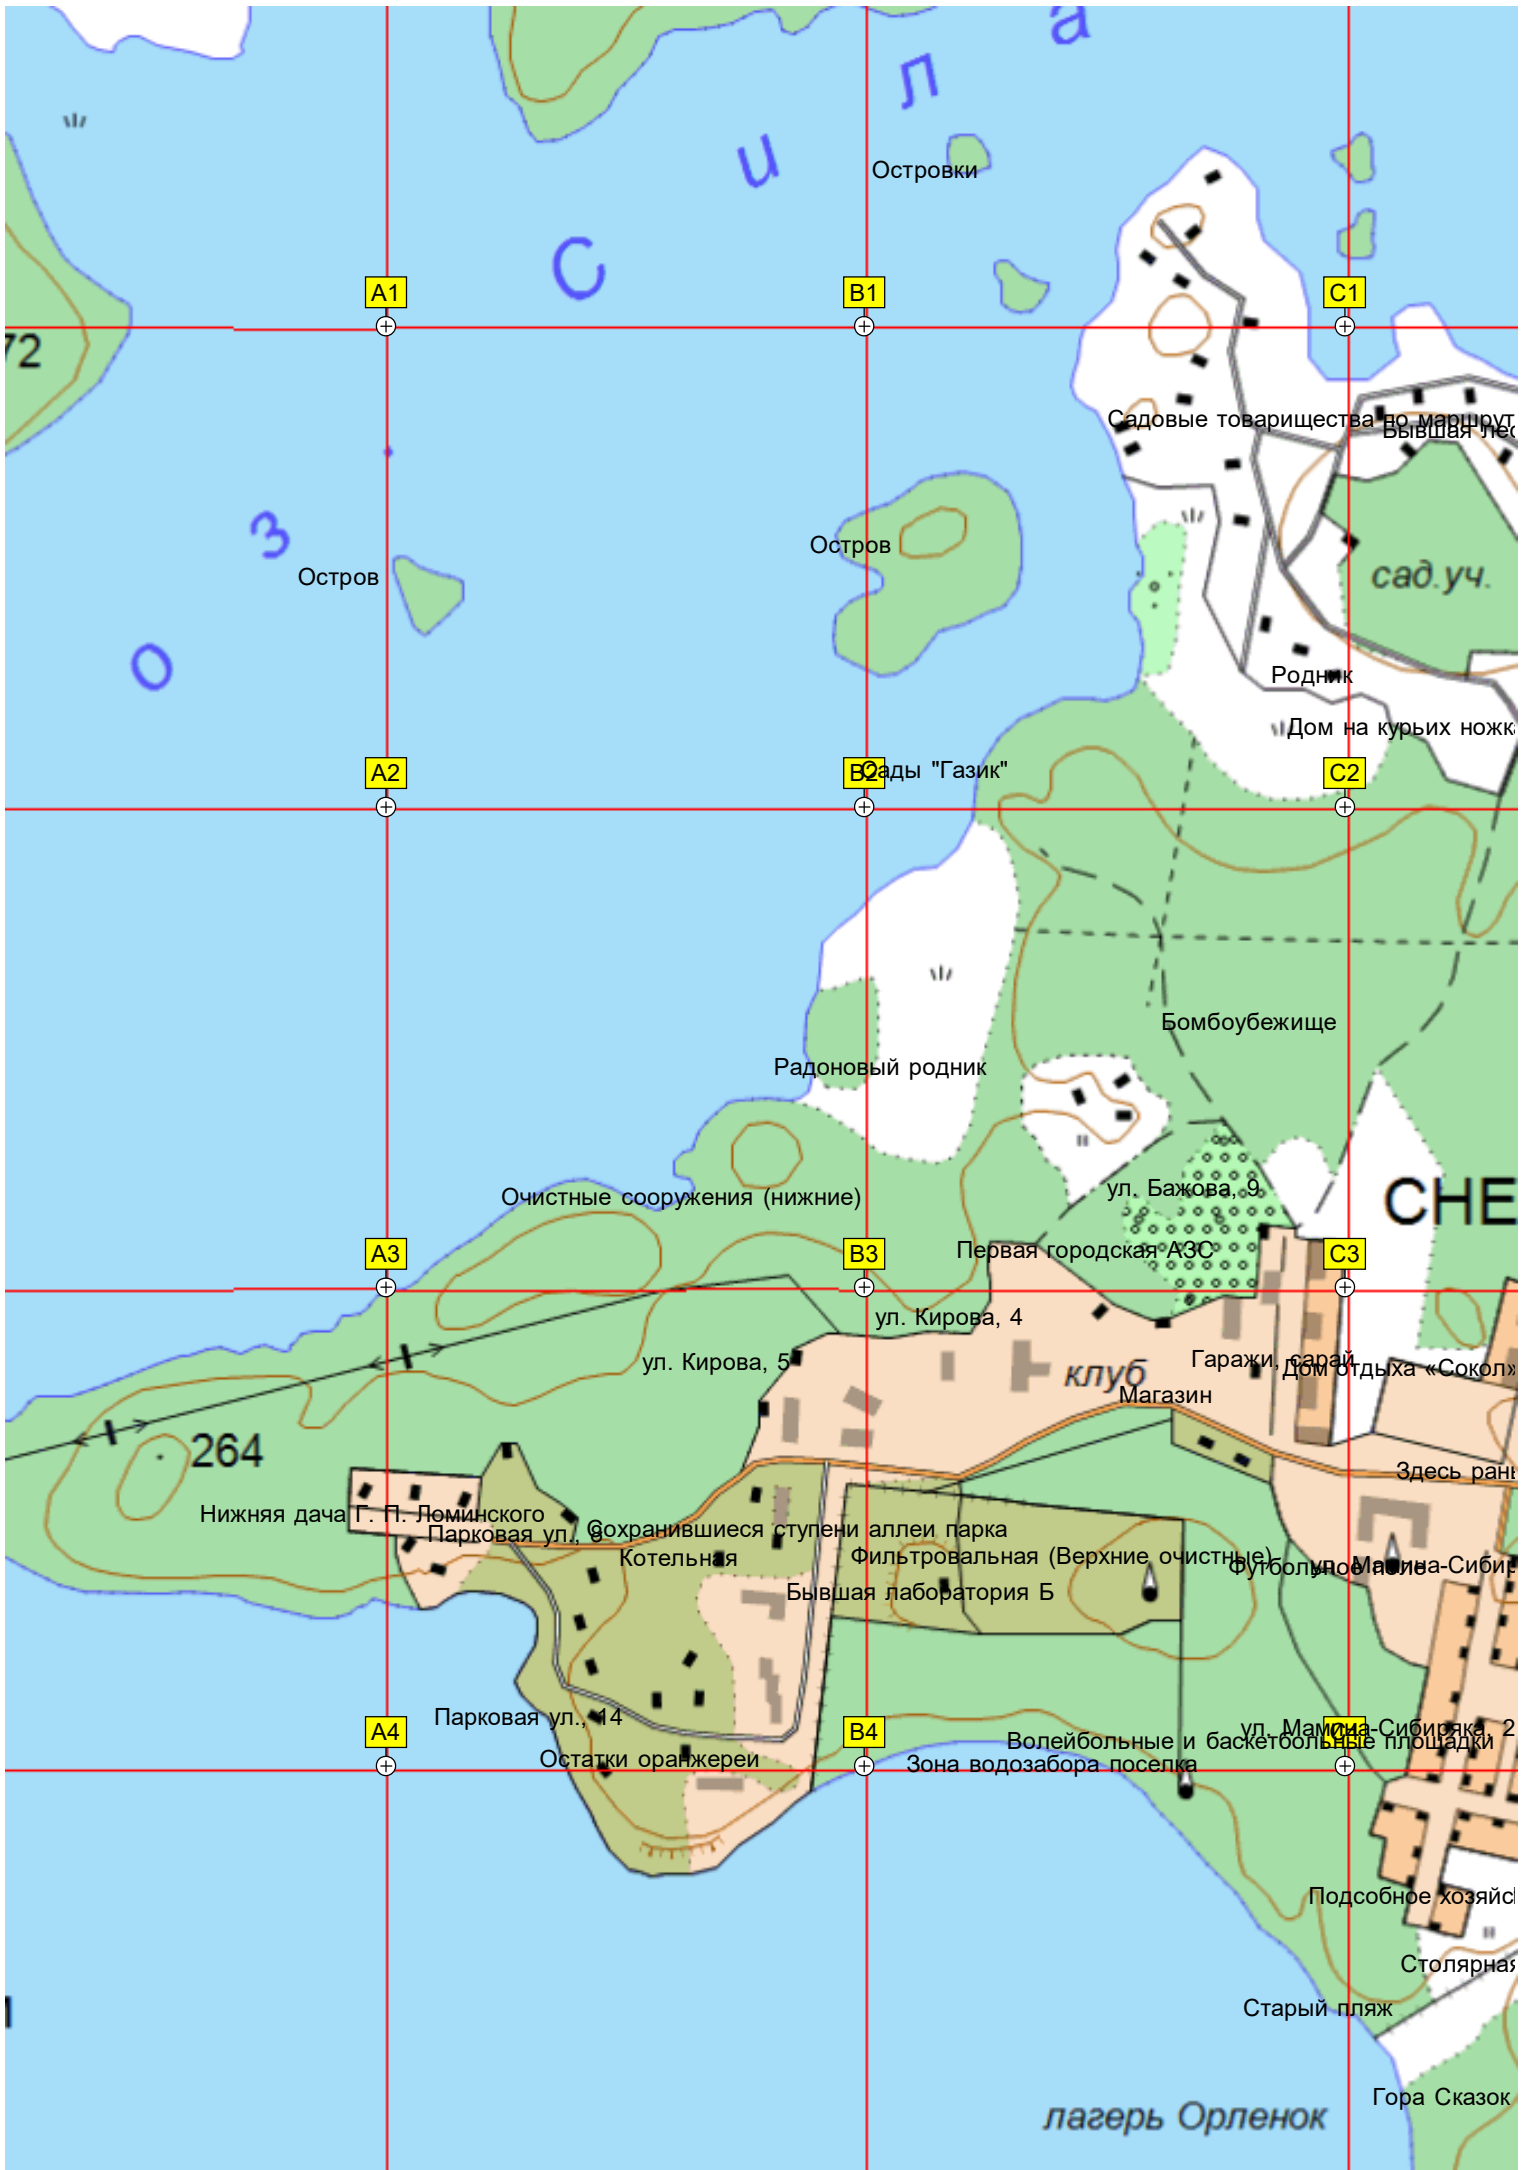 а
л
и
С
Островки
A1
B1
C1
72
Садовые товарищества по маршрут
Бывшая лес
з
Остров
Остров
сад.уч.
о
Родник
Дом на курьих ножк
A2
B2
Сады "Газик"
C2
Бомбоубежище
Радоновый родник
ул. Бажова, 9
Очистные сооружения (нижние)
СНЕ
A3
B3
Первая городская АЗС
C3
ул. Кирова, 4
ул. Кирова, 5
клуб
Гаражи, сарай
Дом отдыха «Сокол»
Магазин
264
Здесь ран
Нижняя дача Г. П. Ломинского
Парковая ул., 8
Сохранившиеся ступени аллеи парка
Котельная
Фильтровальная (Верхние очистные)
Футбольное поле
ул. Мамина-Сибир
Бывшая лаборатория Б
Парковая ул., 14
A4
B4
C4
ул. Мамина-Сибиряка, 2
Волейбольные и баскетбольные площадки
Остатки оранжереи
Зона водозабора поселка
Подсобное хозяйс
Столярная
Старый пляж
Гора Сказок
лагерь Орленок